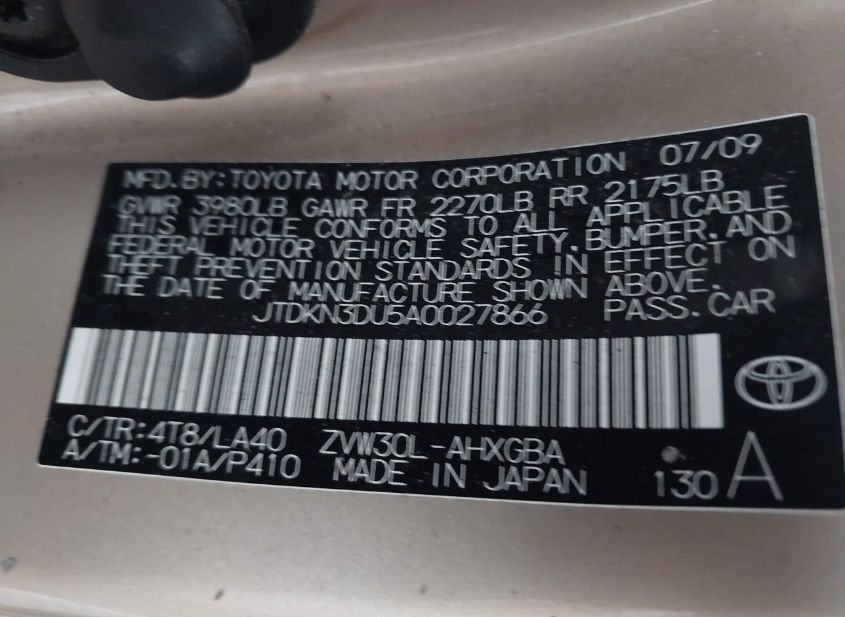 MFD.BY:TOYOTA MOTOR CORPORATION 07/09
GVWR 3980LB GAWR FR 2270LB RR 2175LB
THIS VEHICLE CONFORMS TO ALL APPLICABLE
FEDERAL MOTOR VEHICLE SAFETY,BUMPER,AND
THEFT PREVENTION STANDARDS IN EFFECT ON
THE DATE OF MANUFACTURE SHOWN ABOVE.
JTDKN3DU5A0027866 PASS.CAR
C/TR:4T8/LA40 ZVW30L-AHXGBA
A/TM:-01A/P410 MADE IN JAPAN 130 A